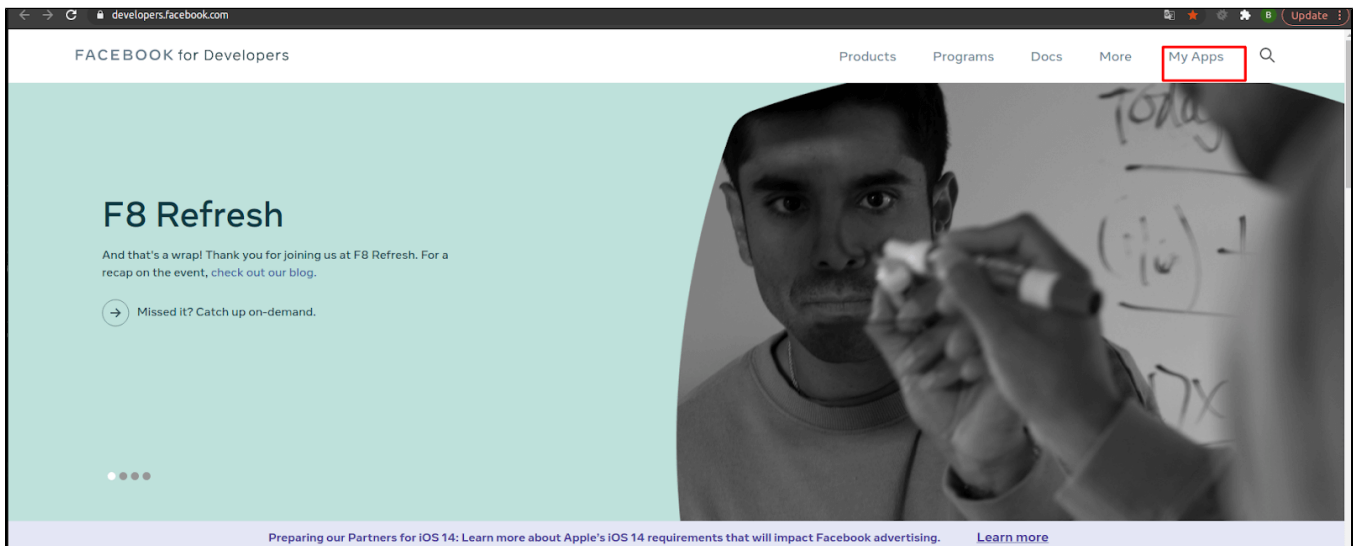 developers.facebook.com
B
Update
FACEBOOK for Developers
Products Programs Docs More My Apps
Today
F8 Refresh
And that's a wrap! Thank you for joining us at F8 Refresh. For a
recap on the event, check out our blog.
Missed it? Catch up on-demand.
Preparing our Partners for iOS 14: Learn more about Apple's iOS 14 requirements that will impact Facebook advertising. Learn more